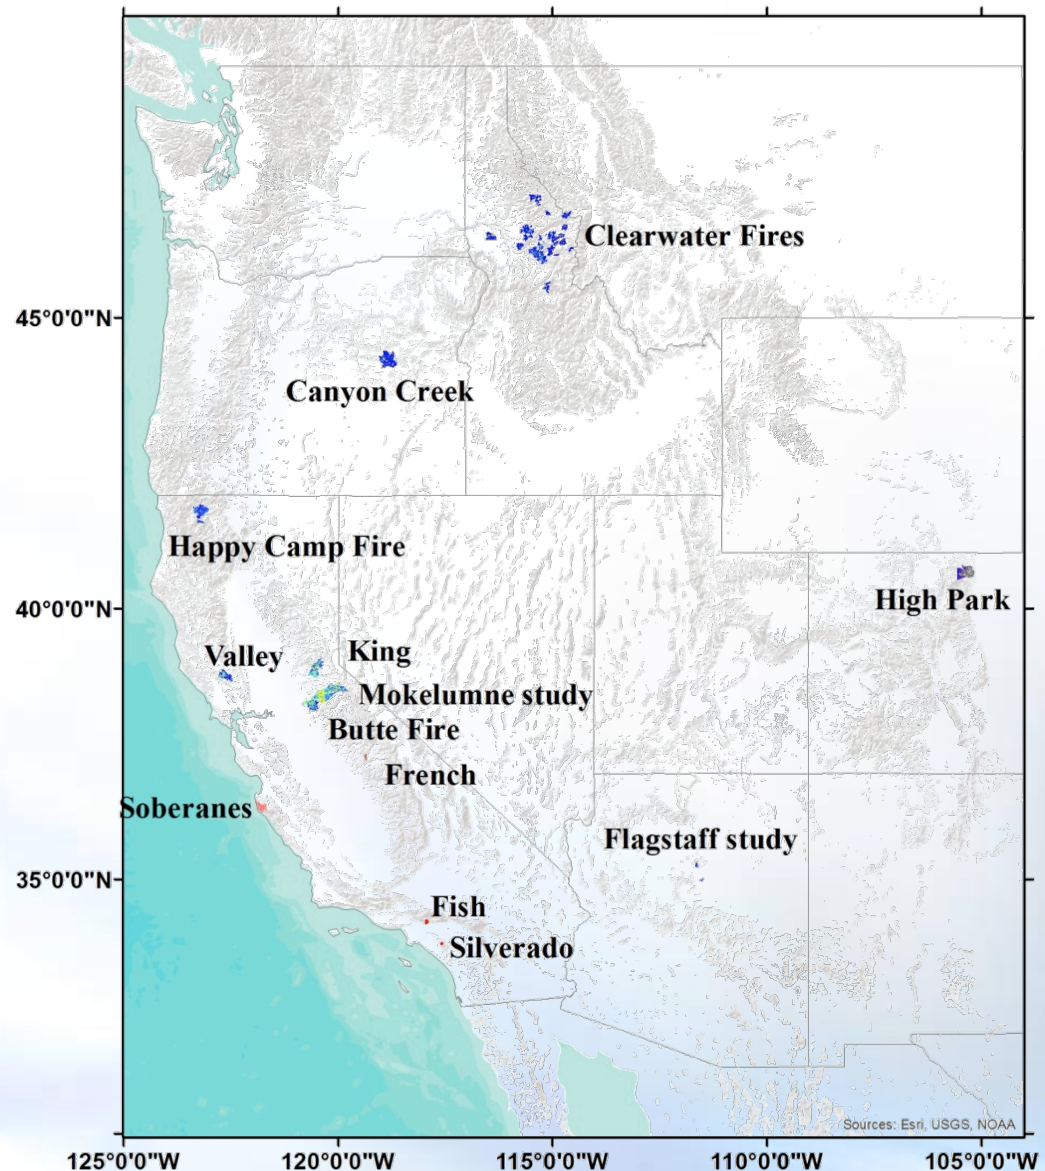 Clearwater Fires
45°0'0"N
Canyon Creek
Happy Camp Fire
High Park
40°0'0"N
Valley
King
Mokelumne study
Butte Fire
French
Soberanes
Flagstaff study
35°0'0"N
Fish
Silverado
Sources: Esri, USGS, NOAA
125°0'0"W 120°0'0"W 115°0'0"W 110°0'0"W 105°0'0"W